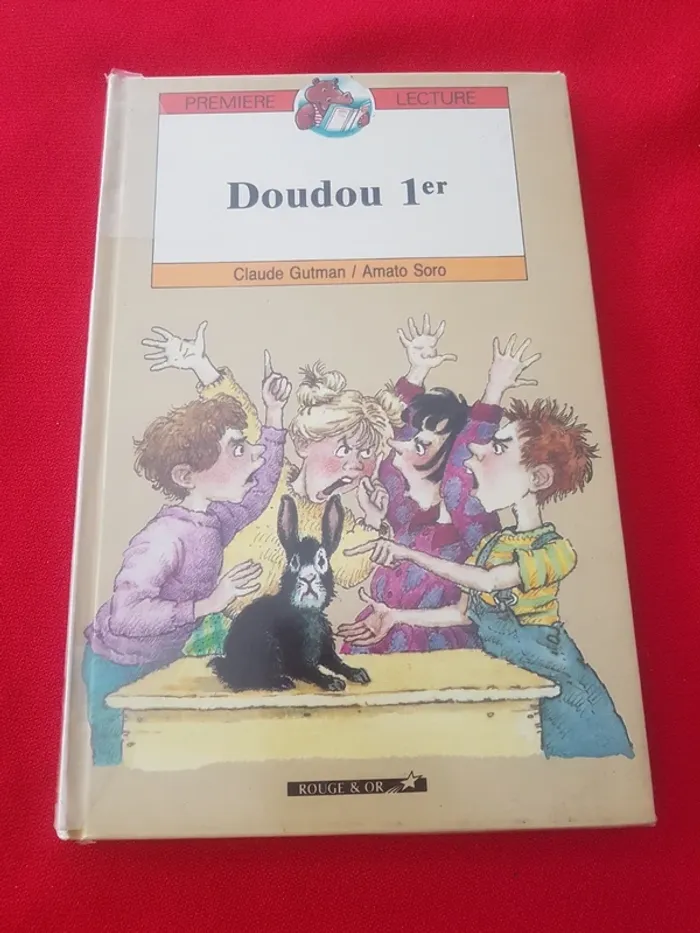 PREMIERE LECTURE
Doudou 1er
Claude Gutman / Amato Soro
ROUGE & OR